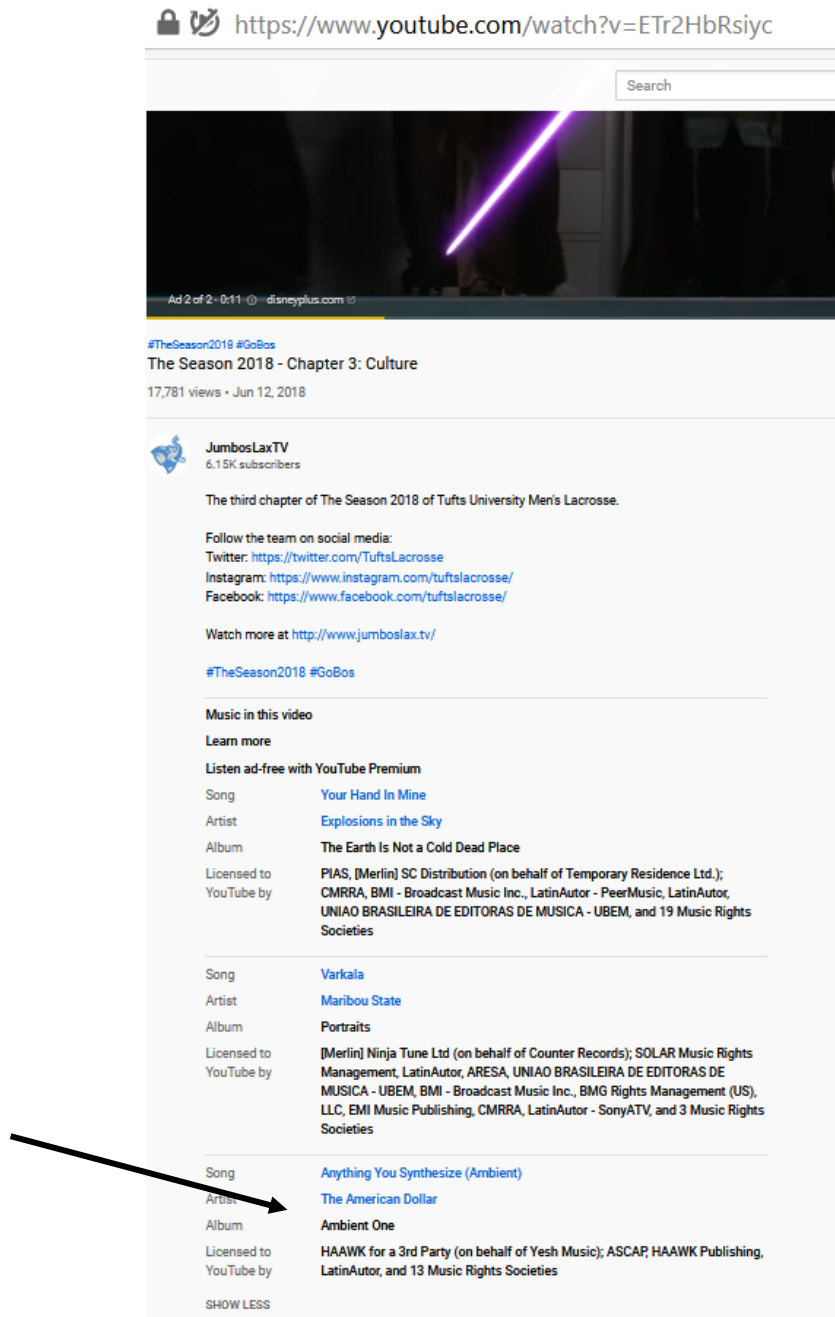 https://www.youtube.com/watch?v=ETr2HbRsiyc
Search
Ad 2 of 2 · 0:11 disneyplus.com
#TheSeason2018 #GoBos
The Season 2018 - Chapter 3: Culture
17,781 views • Jun 12, 2018
JumbosLaxTV
6.15K subscribers
The third chapter of The Season 2018 of Tufts University Men's Lacrosse.
Follow the team on social media:
Twitter: https://twitter.com/TuftsLacrosse
Instagram: https://www.instagram.com/tuftslacrosse/
Facebook: https://www.facebook.com/tuftslacrosse/
Watch more at http://www.jumboslax.tv/
#TheSeason2018 #GoBos
Music in this video
Learn more
Listen ad-free with YouTube Premium
Song Your Hand In Mine
Artist Explosions in the Sky
Album The Earth Is Not a Cold Dead Place
Licensed to PIAS, [Merlin] SC Distribution (on behalf of Temporary Residence Ltd.);
YouTube by CMRRA, BMI - Broadcast Music Inc., LatinAutor - PeerMusic, LatinAutor,
UNIAO BRASILEIRA DE EDITORAS DE MUSICA - UBEM, and 19 Music Rights
Societies
Song Varkala
Artist Maribou State
Album Portraits
Licensed to [Merlin] Ninja Tune Ltd (on behalf of Counter Records); SOLAR Music Rights
YouTube by Management, LatinAutor, ARESA, UNIAO BRASILEIRA DE EDITORAS DE
MUSICA - UBEM, BMI - Broadcast Music Inc., BMG Rights Management (US),
LLC, EMI Music Publishing, CMRRA, LatinAutor - SonyATV, and 3 Music Rights
Societies
Song Anything You Synthesize (Ambient)
Artist The American Dollar
Album Ambient One
Licensed to HAAWK for a 3rd Party (on behalf of Yesh Music); ASCAP, HAAWK Publishing,
YouTube by LatinAutor, and 13 Music Rights Societies
SHOW LESS